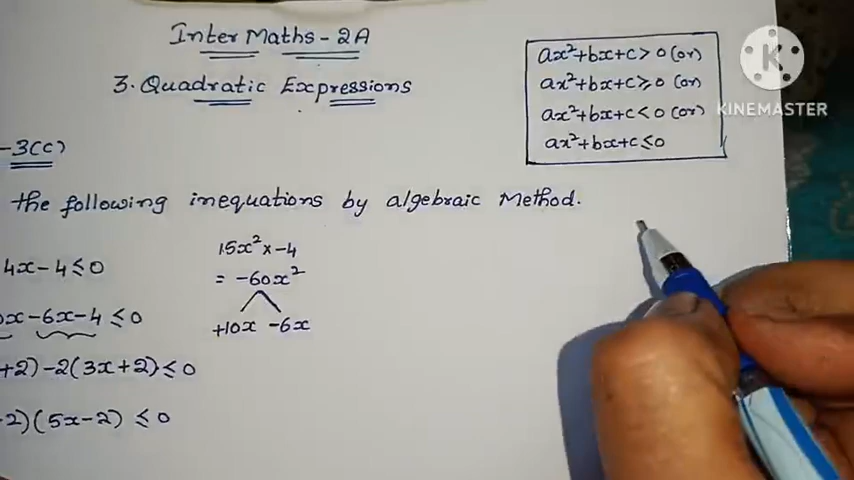 Inter Maths - 2A
3. Quadratic Expressions
ax²+bx+c > 0 (or)
ax²+bx+c ≥ 0 (or)
ax²+bx+c < 0 (or)
ax²+bx+c ≤ 0
K
KINEMASTER
-3(c)
the following inequations by algebraic Method.
4x-4 ≤ 0
15x² x -4
= -60x²
+10x -6x
0x-6x-4 ≤ 0
+2) -2(3x+2) ≤ 0
-2)(5x-2) ≤ 0